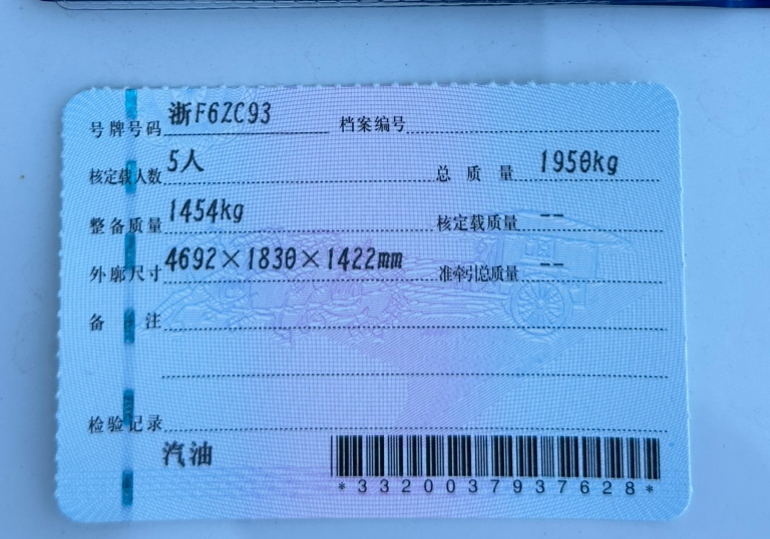 号牌号码 浙F6ZC93 档案编号
核定载人数 5人 总质量 1950kg
整备质量 1454kg 核定载质量 --
外廓尺寸 4692×1830×1422mm 准牵引总质量 --
备注
检验记录
汽油
*3320037937628*